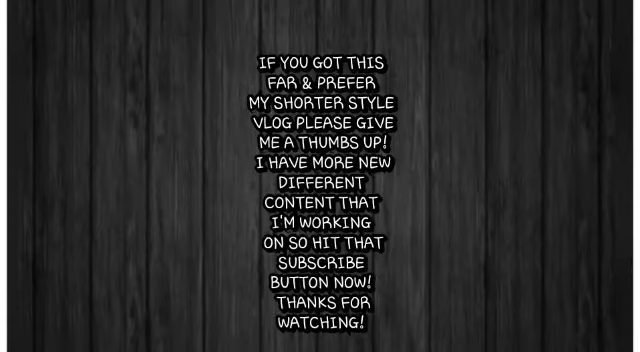 IF YOU GOT THIS
FAR & PREFER
MY SHORTER STYLE
VLOG PLEASE GIVE
ME A THUMBS UP!
I HAVE MORE NEW
DIFFERENT
CONTENT THAT
I'M WORKING
ON SO HIT THAT
SUBSCRIBE
BUTTON NOW!
THANKS FOR
WATCHING!